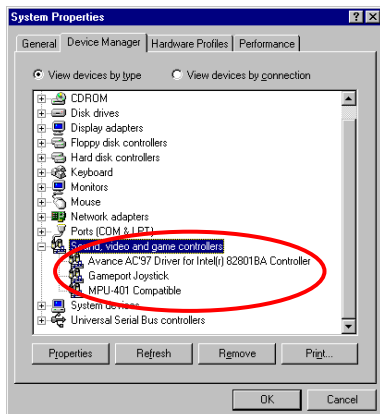 System Properties
General Device Manager Hardware Profiles Performance
View devices by type View devices by connection
CDROM
Disk drives
Display adapters
Floppy disk controllers
Hard disk controllers
Keyboard
Monitors
Mouse
Network adapters
Ports (COM & LPT)
Sound, video and game controllers
Avance AC'97 Driver for Intel(r) 82801BA Controller
Gameport Joystick
MPU-401 Compatible
System devices
Universal Serial Bus controllers
Properties Refresh Remove Print...
OK Cancel